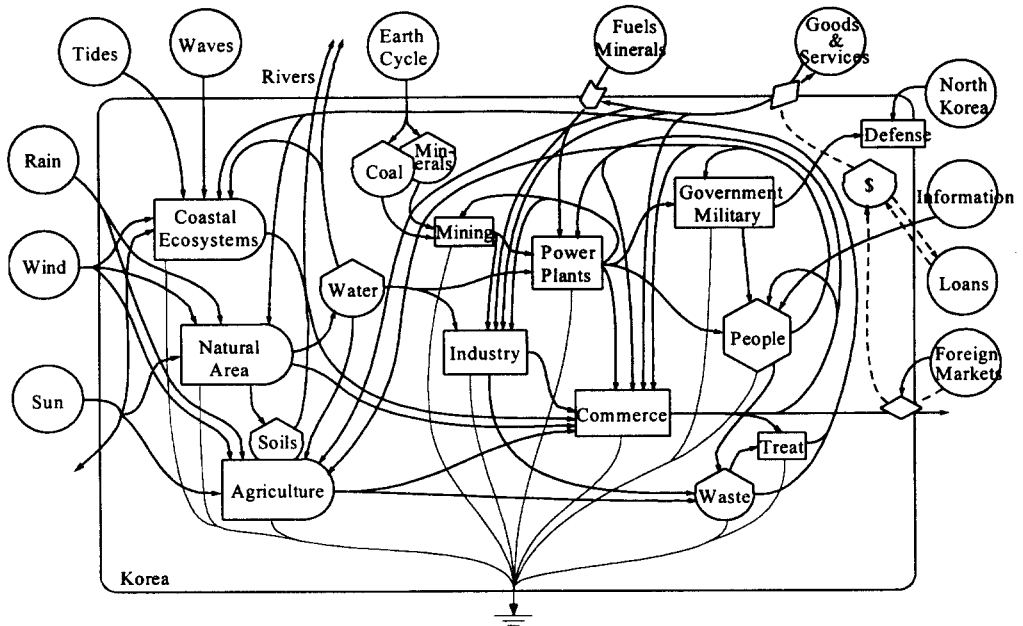 Tides
Waves
Rivers
Earth
Cycle
Fuels
Minerals
Goods
&
Services
North
Korea
Defense
Rain
Coal
Min-
erals
$
Information
Coastal
Ecosystems
Mining
Government
Military
Wind
Water
Power
Plants
Loans
Natural
Area
Industry
People
Foreign
Markets
Sun
Commerce
Soils
Treat
Agriculture
Waste
Korea